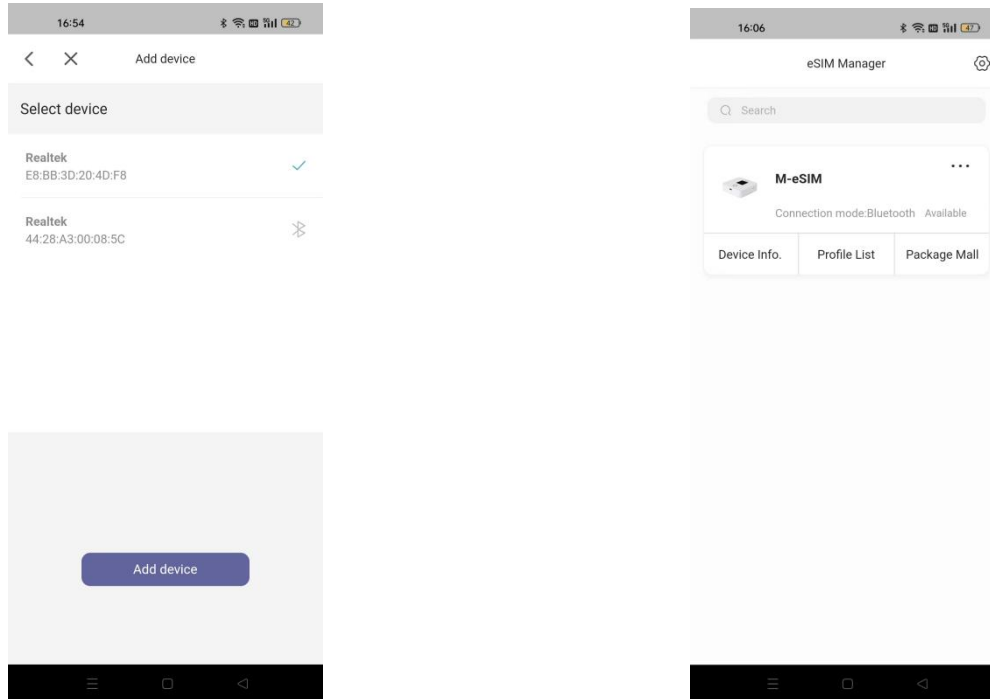 16:54
42
Add device
Select device
Realtek
E8:BB:3D:20:4D:F8
Realtek
44:28:A3:00:08:5C
Add device
16:06
47
eSIM Manager
Search
M-eSIM
Connection mode:Bluetooth Available
Device Info. Profile List Package Mall